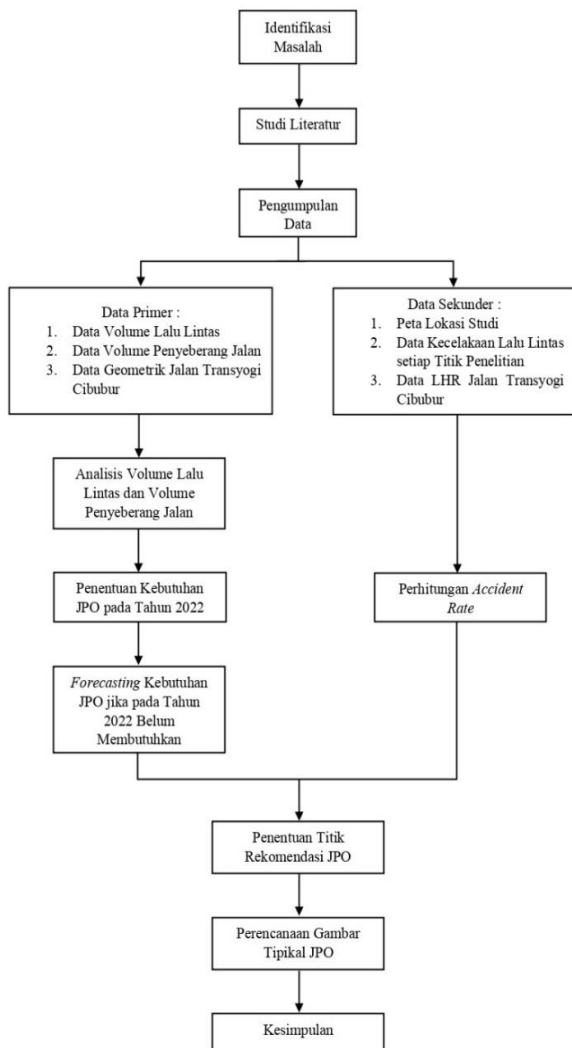 Identifikasi
Masalah
Studi Literatur
Pengumpulan
Data
Data Primer :
1. Data Volume Lalu Lintas
2. Data Volume Penyeberang Jalan
3. Data Geometrik Jalan Transyogi
Cibubur
Data Sekunder :
1. Peta Lokasi Studi
2. Data Kecelakaan Lalu Lintas
setiap Titik Penelitian
3. Data LHR Jalan Transyogi
Cibubur
Analisis Volume Lalu
Lintas dan Volume
Penyeberang Jalan
Penentuan Kebutuhan
JPO pada Tahun 2022
Perhitungan Accident
Rate
Forecasting Kebutuhan
JPO jika pada Tahun
2022 Belum
Membutuhkan
Penentuan Titik
Rekomendasi JPO
Perencanaan Gambar
Tipikal JPO
Kesimpulan